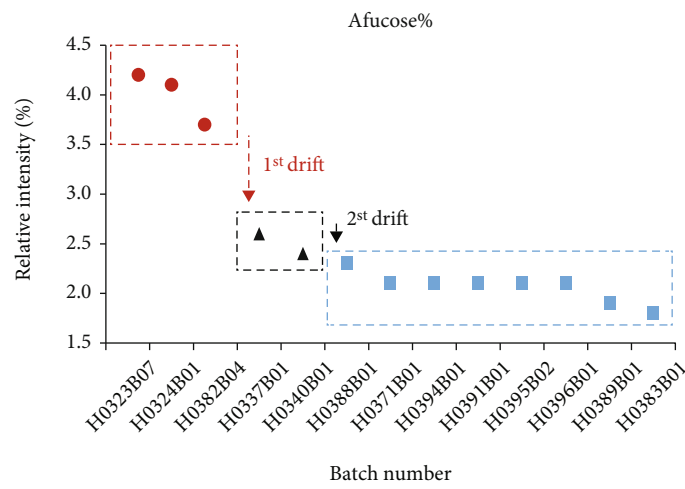 Afucose%
Relative intensity (%)
4.5
4.0
3.5
3.0
2.5
2.0
1.5
1st drift
2st drift
H0323B07
H0324B01
H0382B04
H0337B01
H0340B01
H0388B01
H0371B01
H0394B01
H0391B01
H0395B02
H0396B01
H0389B01
H0383B01
Batch number